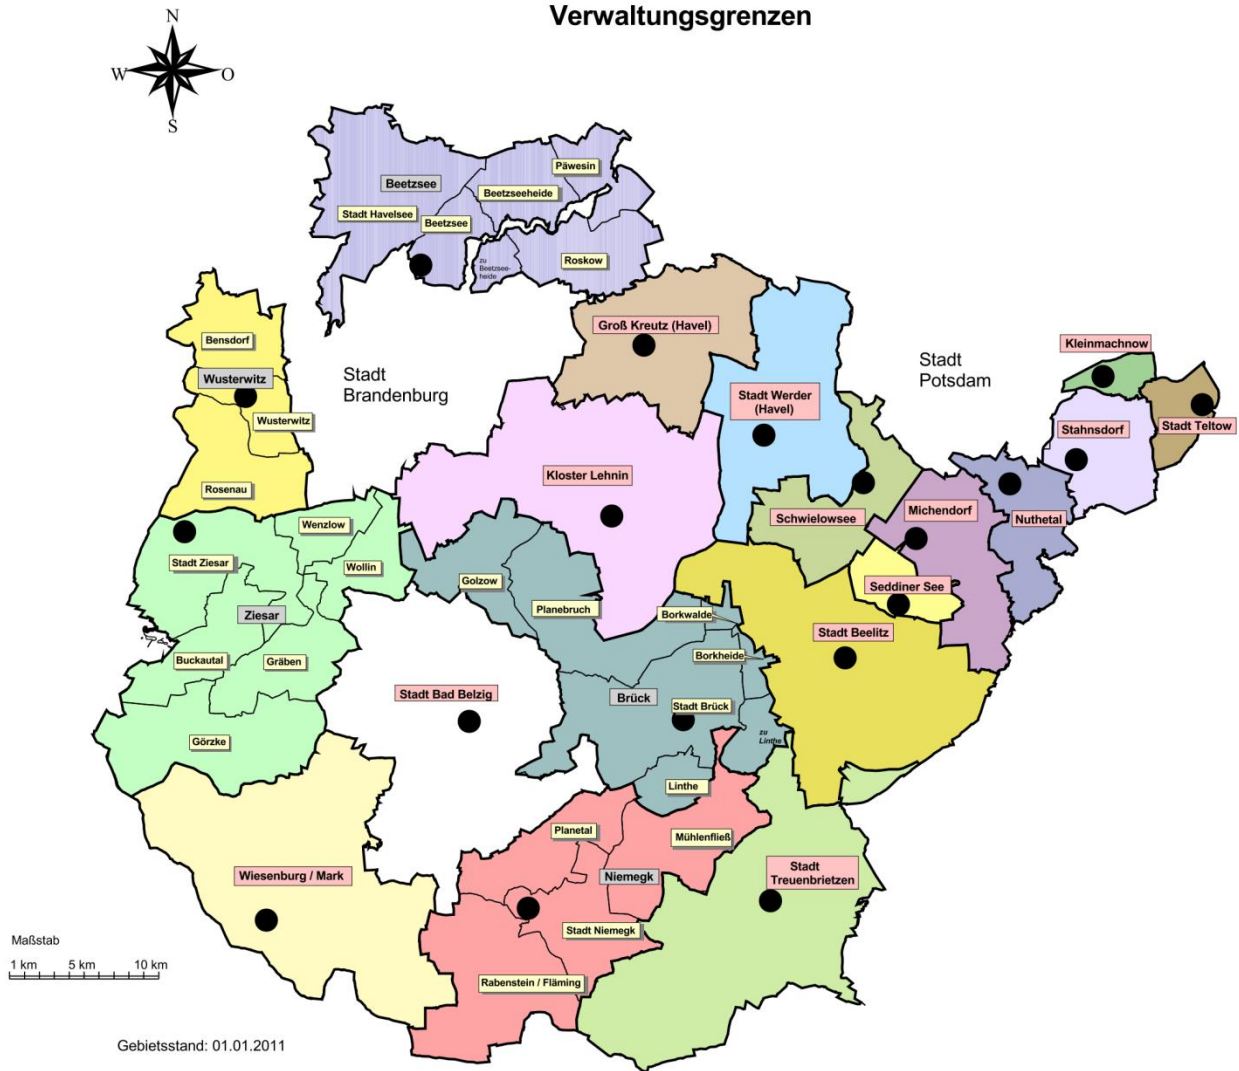 Verwaltungsgrenzen
N
W
O
S
Päwesin
Beetzsee
Beetzseeheide
Stadt Havelsee
Beetzsee
zu
Beetzsee-
heide
Roskow
Groß Kreutz (Havel)
Bensdorf
Wusterwitz
Wusterwitz
Rosenau
Stadt
Brandenburg
Stadt
Potsdam
Kleinmachnow
Stadt Werder
(Havel)
Stahnsdorf
Stadt Teltow
Kloster Lehnin
Schwielowsee
Michendorf
Nuthetal
Wenzlow
Stadt Ziesar
Wollin
Golzow
Planebruch
Seddiner See
Ziesar
Borkwalde
Stadt Beelitz
Buckautal
Gräben
Borkheide
Stadt Bad Belzig
Brück
Stadt Brück
zu
Linthe
Görzke
Linthe
Planetal
Mühlenfließ
Wiesenburg / Mark
Niemegk
Stadt
Treuenbrietzen
Stadt Niemegk
Rabenstein / Fläming
Maßstab
1 km 5 km 10 km
Gebietsstand: 01.01.2011